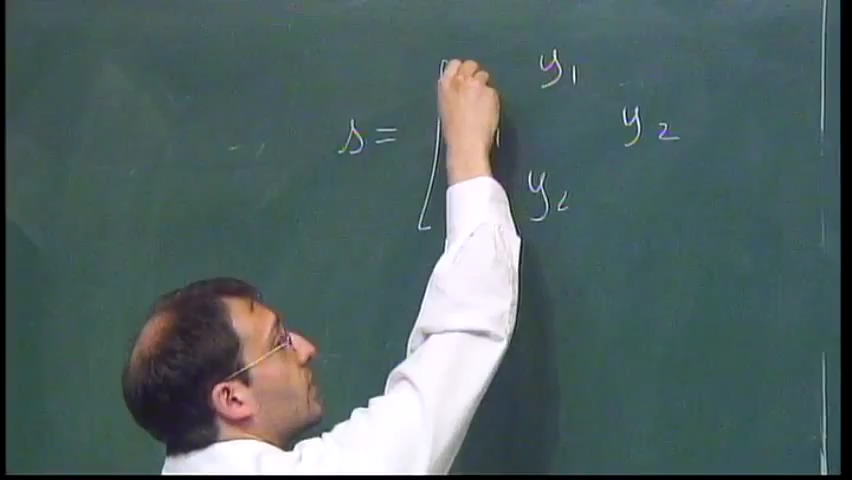 y₁
s = [ y₂
y₂